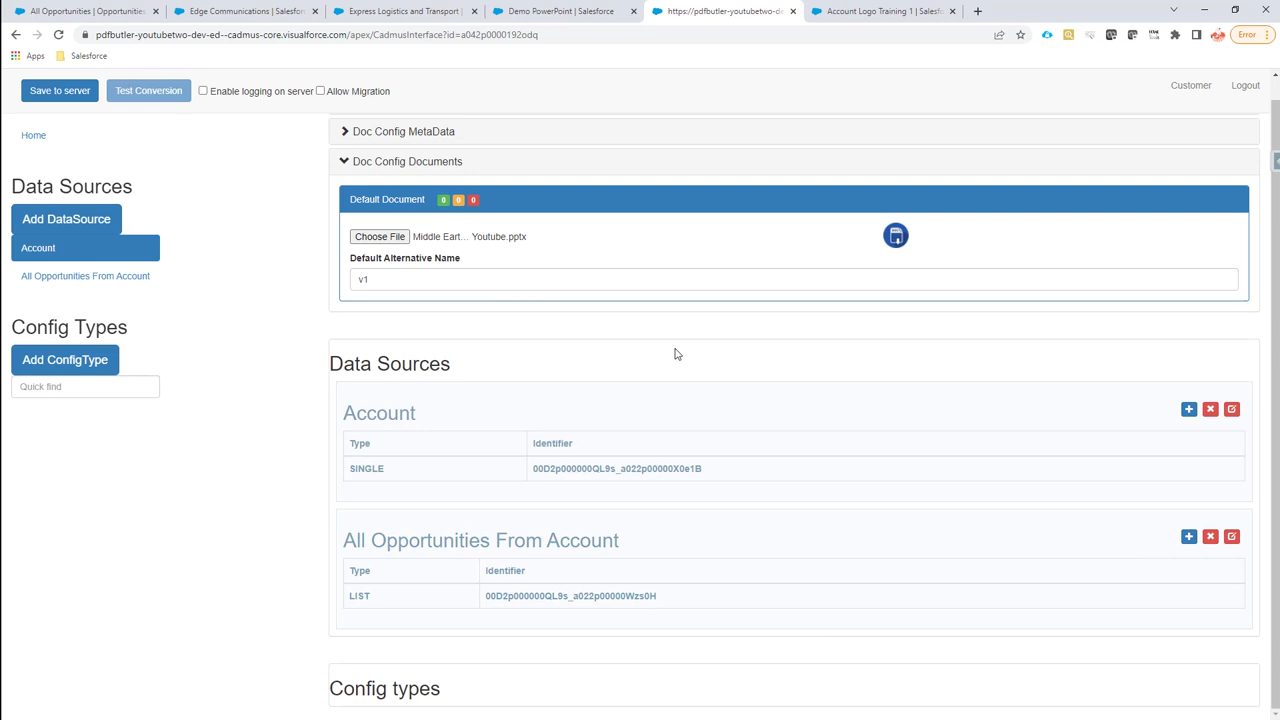 All Opportunities | Opportunities
Edge Communications | Salesforc
Express Logistics and Transport |
Demo PowerPoint | Salesforce
https://pdfbutler-youtubetwo-de
Account Logo Training 1 | Salesfc
pdfbutler-youtubetwo-dev-ed--cadmus-core.visualforce.com/apex/CadmusInterface?id=a042p0000192odq
Error
Apps
Salesforce
Save to server
Test Conversion
Enable logging on server
Allow Migration
Customer
Logout
Home
Data Sources
Add DataSource
Account
All Opportunities From Account
Config Types
Add ConfigType
Quick find
Doc Config MetaData
Doc Config Documents
Default Document 0 0 0
Choose File Middle Eart... Youtube.pptx
Default Alternative Name
v1
Data Sources
Account
Type Identifier
SINGLE 00D2p000000QL9s_a022p00000X0e1B
All Opportunities From Account
Type Identifier
LIST 00D2p000000QL9s_a022p00000Wzs0H
Config types